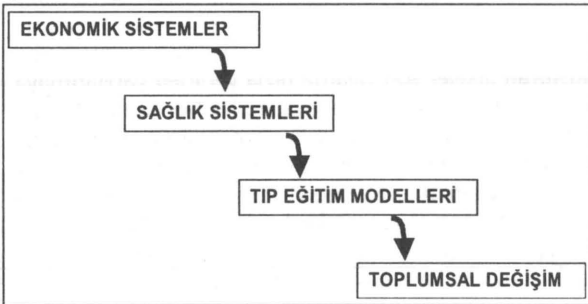 EKONOMİK SİSTEMLER
SAĞLIK SİSTEMLERİ
TIP EĞİTİM MODELLERİ
TOPLUMSAL DEĞİŞİM